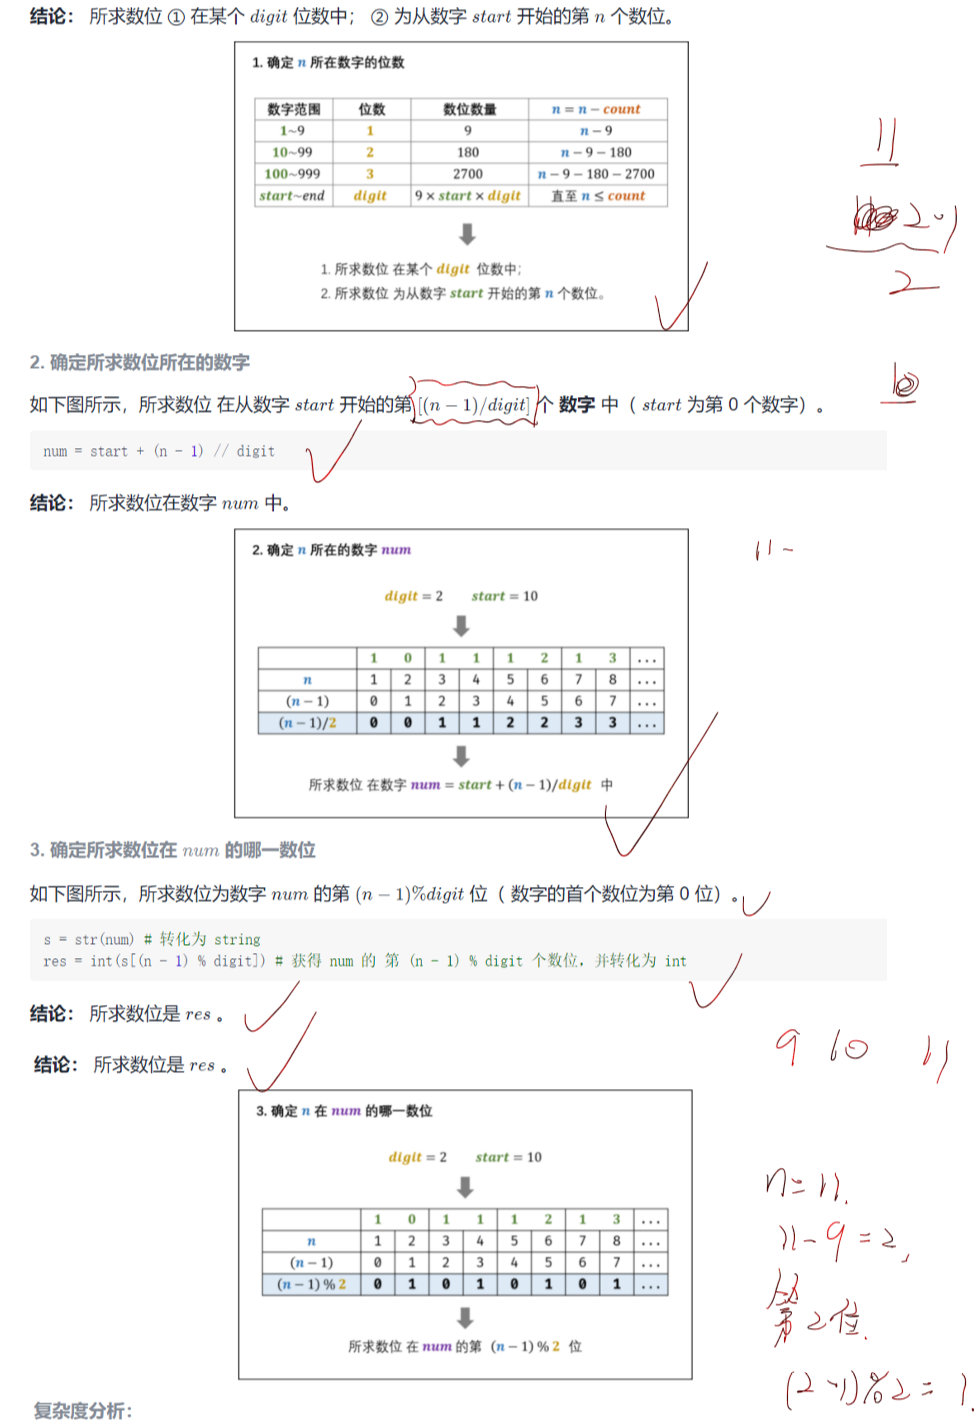 结论： 所求数位 ① 在某个 digit 位数中； ② 为从数字 start 开始的第 n 个数位。
1. 确定 n 所在数字的位数
数字范围 位数 数位数量 n = n − count
1~9 1 9 n − 9
10~99 2 180 n − 9 − 180
100~999 3 2700 n − 9 − 180 − 2700
start~end digit 9 × start × digit 直至 n ≤ count
1. 所求数位 在某个 digit 位数中;
2. 所求数位 为从数字 start 开始的第 n 个数位。
11
2-1
2
2. 确定所求数位所在的数字
如下图所示，所求数位 在从数字 start 开始的第 [(n − 1)/digit] 个 数字 中（ start 为第 0 个数字）。
10
num = start + (n - 1) // digit
结论： 所求数位在数字 num 中。
2. 确定 n 所在的数字 num
11 -
digit = 2 start = 10
1 0 1 1 1 2 1 3 ...
n 1 2 3 4 5 6 7 8 ...
(n − 1) 0 1 2 3 4 5 6 7 ...
(n − 1)/2 0 0 1 1 2 2 3 3 ...
所求数位 在数字 num = start + (n − 1)/digit 中
3. 确定所求数位在 num 的哪一数位
如下图所示，所求数位为数字 num 的第 (n − 1)%digit 位（ 数字的首个数位为第 0 位）。
s = str(num) # 转化为 string
res = int(s[(n - 1) % digit]) # 获得 num 的 第 (n - 1) % digit 个数位，并转化为 int
结论： 所求数位是 res 。
结论： 所求数位是 res 。
9 10 11
3. 确定 n 在 num 的哪一数位
digit = 2 start = 10
1 0 1 1 1 2 1 3 ...
n 1 2 3 4 5 6 7 8 ...
(n − 1) 0 1 2 3 4 5 6 7 ...
(n − 1) % 2 0 1 0 1 0 1 0 1 ...
所求数位 在 num 的第 (n − 1) % 2 位
n = 11.
11 - 9 = 2,
第 2 位.
(2-1)%2 = 1.
复杂度分析：